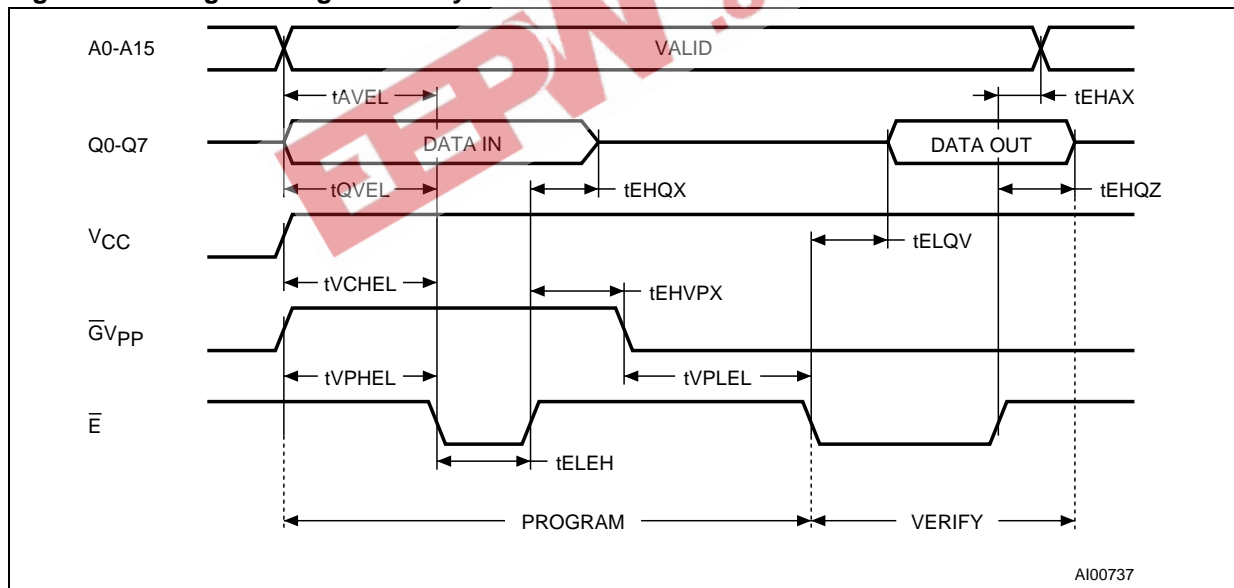 A0-A15
VALID
tAVEL
tEHAX
Q0-Q7
DATA IN
DATA OUT
tQVEL
tEHQX
tEHQZ
VCC
tELQV
tVCHEL
tEHVPX
G̅VPP
tVPHEL
tVPLEL
E̅
tELEH
PROGRAM
VERIFY
AI00737